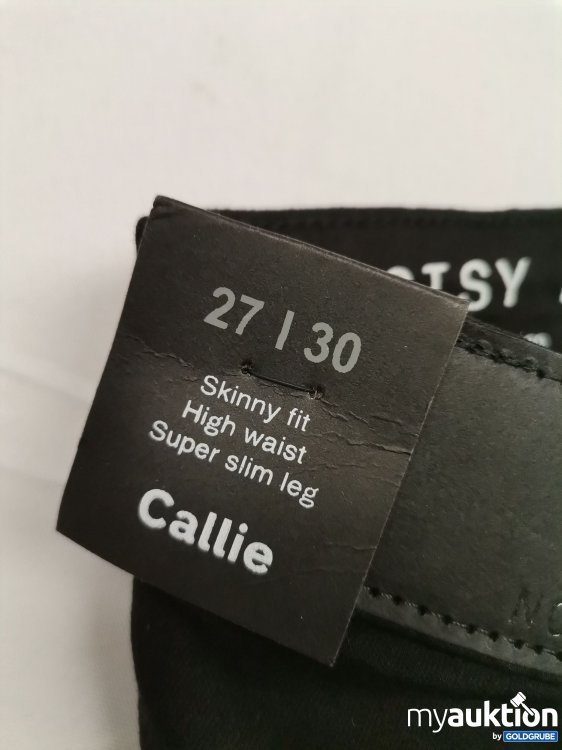 27 | 30
Skinny fit
High waist
Super slim leg
Callie
myauktion
by GOLDGRUBE